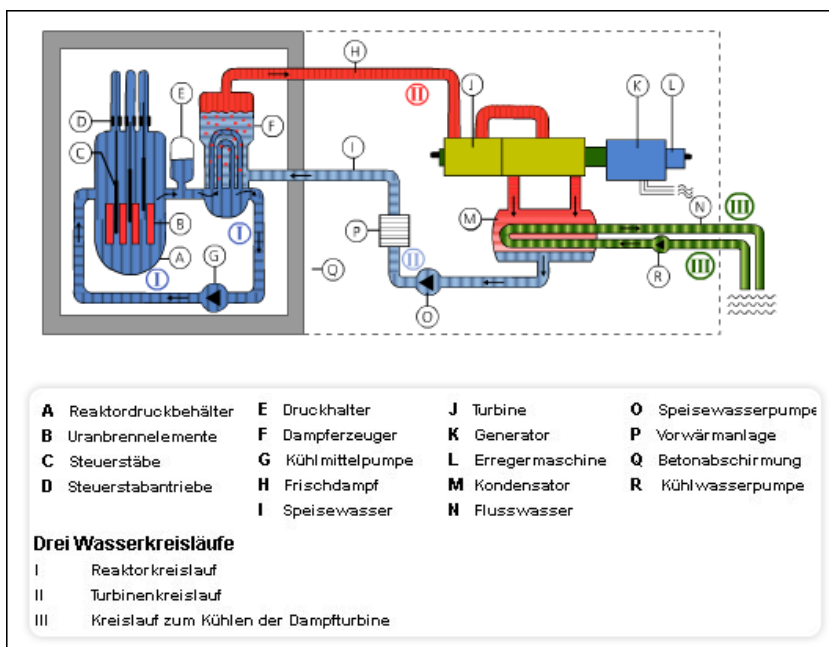 H
E
J
K
L
II
D
F
C
I
N
III
M
B
I
P
A
G
II
III
I
Q
R
O
A Reaktordruckbehälter
B Uranbrennelemente
C Steuerstäbe
D Steuerstabantriebe
E Druckhalter
F Dampferzeuger
G Kühlmittelpumpe
H Frischdampf
I Speisewasser
J Turbine
K Generator
L Erregermaschine
M Kondensator
N Flusswasser
O Speisewasserpumpe
P Vorwärmanlage
Q Betonabschirmung
R Kühlwasserpumpe
Drei Wasserkreisläufe
I Reaktorkreislauf
II Turbinenkreislauf
III Kreislauf zum Kühlen der Dampfturbine